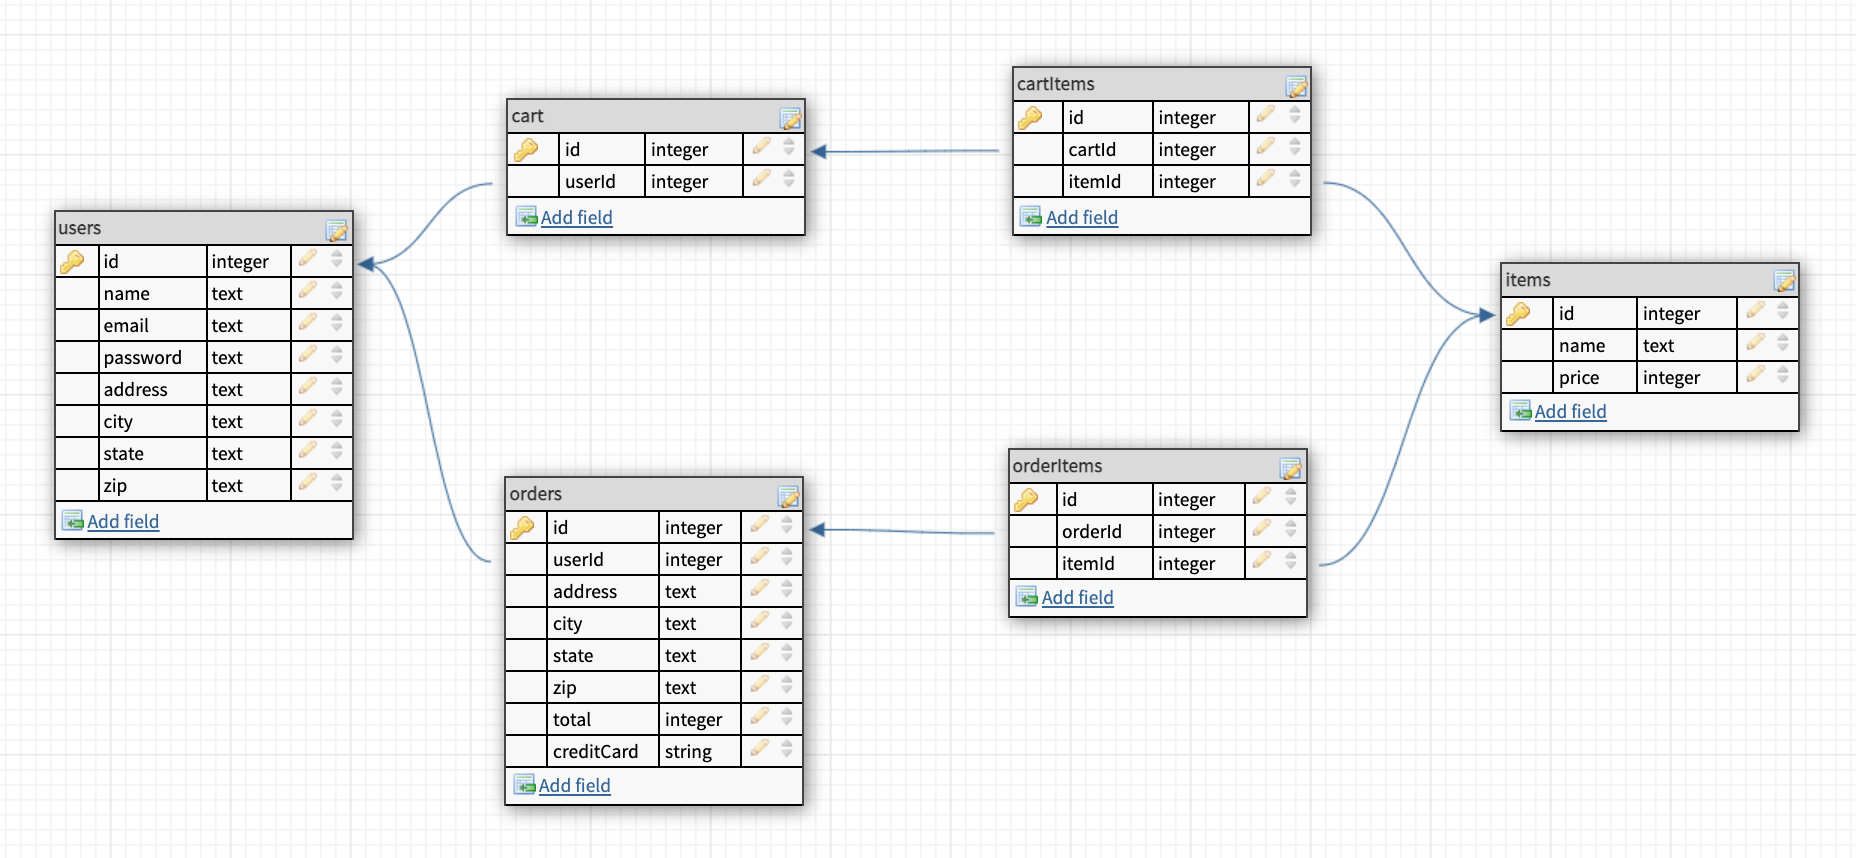 users
id integer
name text
email text
password text
address text
city text
state text
zip text
Add field
cart
id integer
userId integer
Add field
orders
id integer
userId integer
address text
city text
state text
zip text
total integer
creditCard string
Add field
cartItems
id integer
cartId integer
itemId integer
Add field
orderItems
id integer
orderId integer
itemId integer
Add field
items
id integer
name text
price integer
Add field